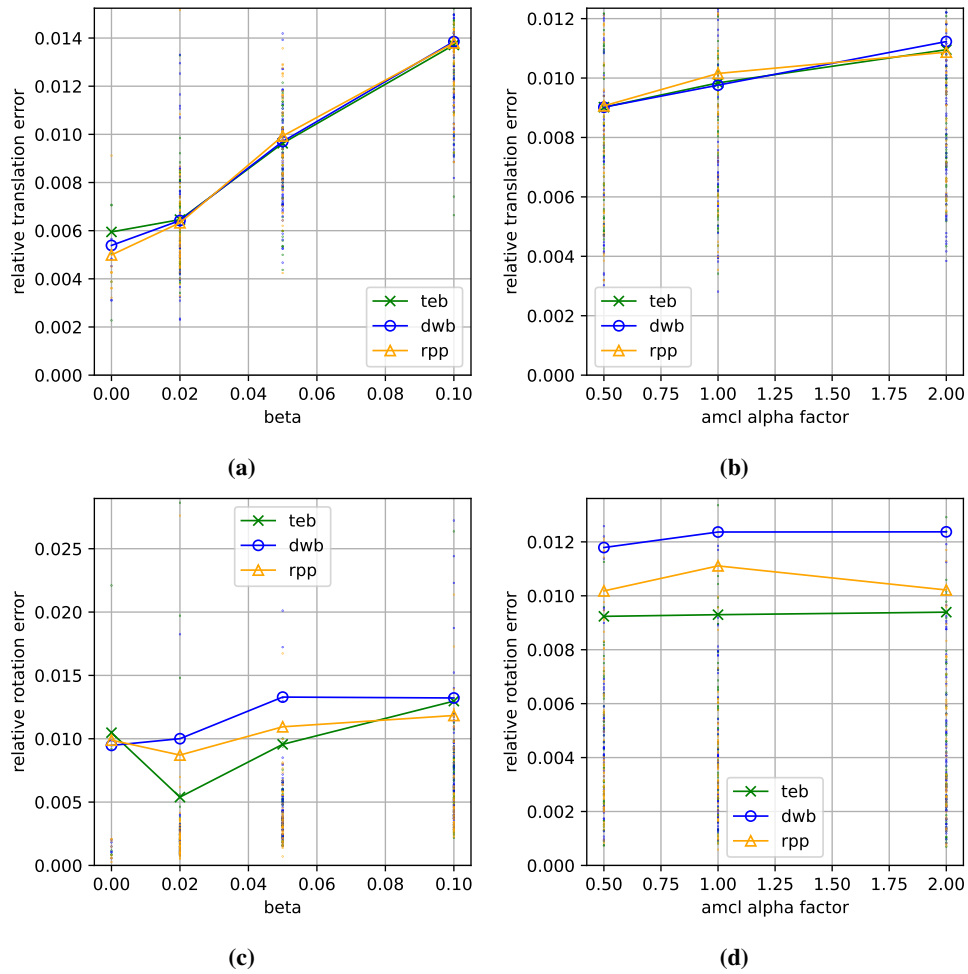 0.014
0.012
0.010
0.008
0.006
0.004
0.002
0.000
relative translation error
teb
dwb
rpp
0.00 0.02 0.04 0.06 0.08 0.10
beta
(a)
0.012
0.010
0.008
0.006
0.004
0.002
0.000
relative translation error
teb
dwb
rpp
0.50 0.75 1.00 1.25 1.50 1.75 2.00
amcl alpha factor
(b)
0.025
0.020
0.015
0.010
0.005
0.000
relative rotation error
teb
dwb
rpp
0.00 0.02 0.04 0.06 0.08 0.10
beta
(c)
0.012
0.010
0.008
0.006
0.004
0.002
0.000
relative rotation error
teb
dwb
rpp
0.50 0.75 1.00 1.25 1.50 1.75 2.00
amcl alpha factor
(d)